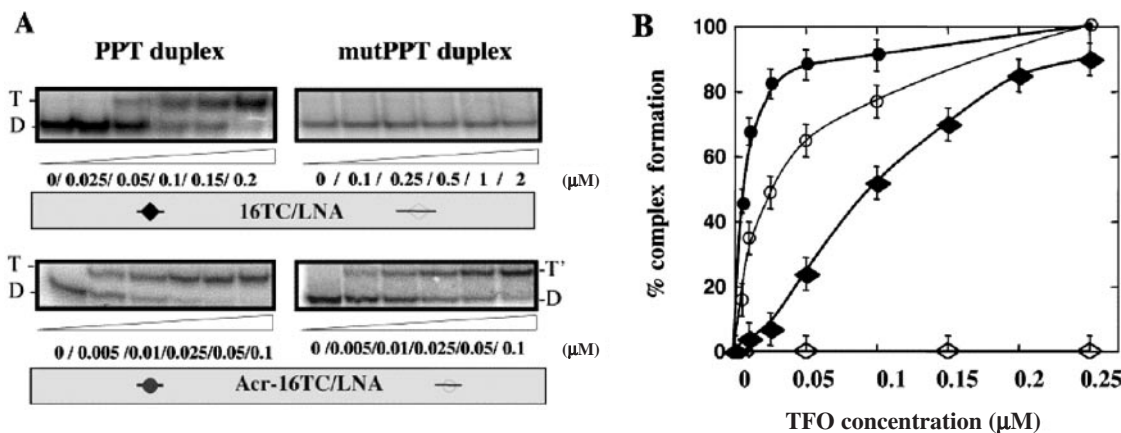 A
PPT duplex
mutPPT duplex
T
D
0/ 0.025/ 0.05/ 0.1/ 0.15/ 0.2
0 / 0.1/ 0.25/ 0.5/ 1 / 2
(μM)
16TC/LNA
T
D
T'
D
0/0.005/0.01/0.025/0.05/0.1
0/0.005/0.01/0.025/0.05/ 0.1
(μM)
Acr-16TC/LNA
B
% complex formation
100
80
60
40
20
0
0
0.05
0.1
0.15
0.2
0.25
TFO concentration (μM)